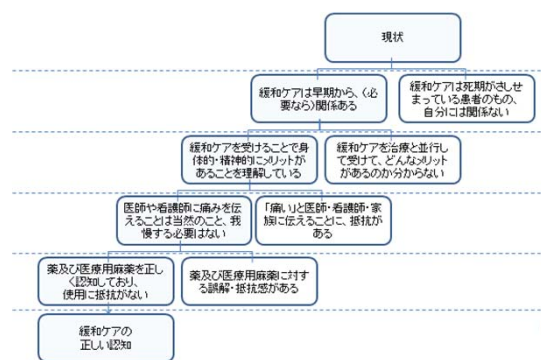 現状
緩和ケアは早期から、（必
要なら）関係ある
緩和ケアは死期がさしせ
まっている患者のもの、
自分には関係ない
緩和ケアを受けることで身
体的・精神的にメリットが
あることを理解している
緩和ケアを治療と並行し
て受けて、どんなメリット
があるのか分からない
医師や看護師に痛みを伝
えることは当然のこと、我
慢する必要はない
「痛い」と医師・看護師・家
族に伝えることに、抵抗が
ある
薬及び医療用麻薬を正し
く認知しており、
使用に抵抗がない
薬及び医療用麻薬に対す
る誤解・抵抗感がある
緩和ケアの
正しい認知